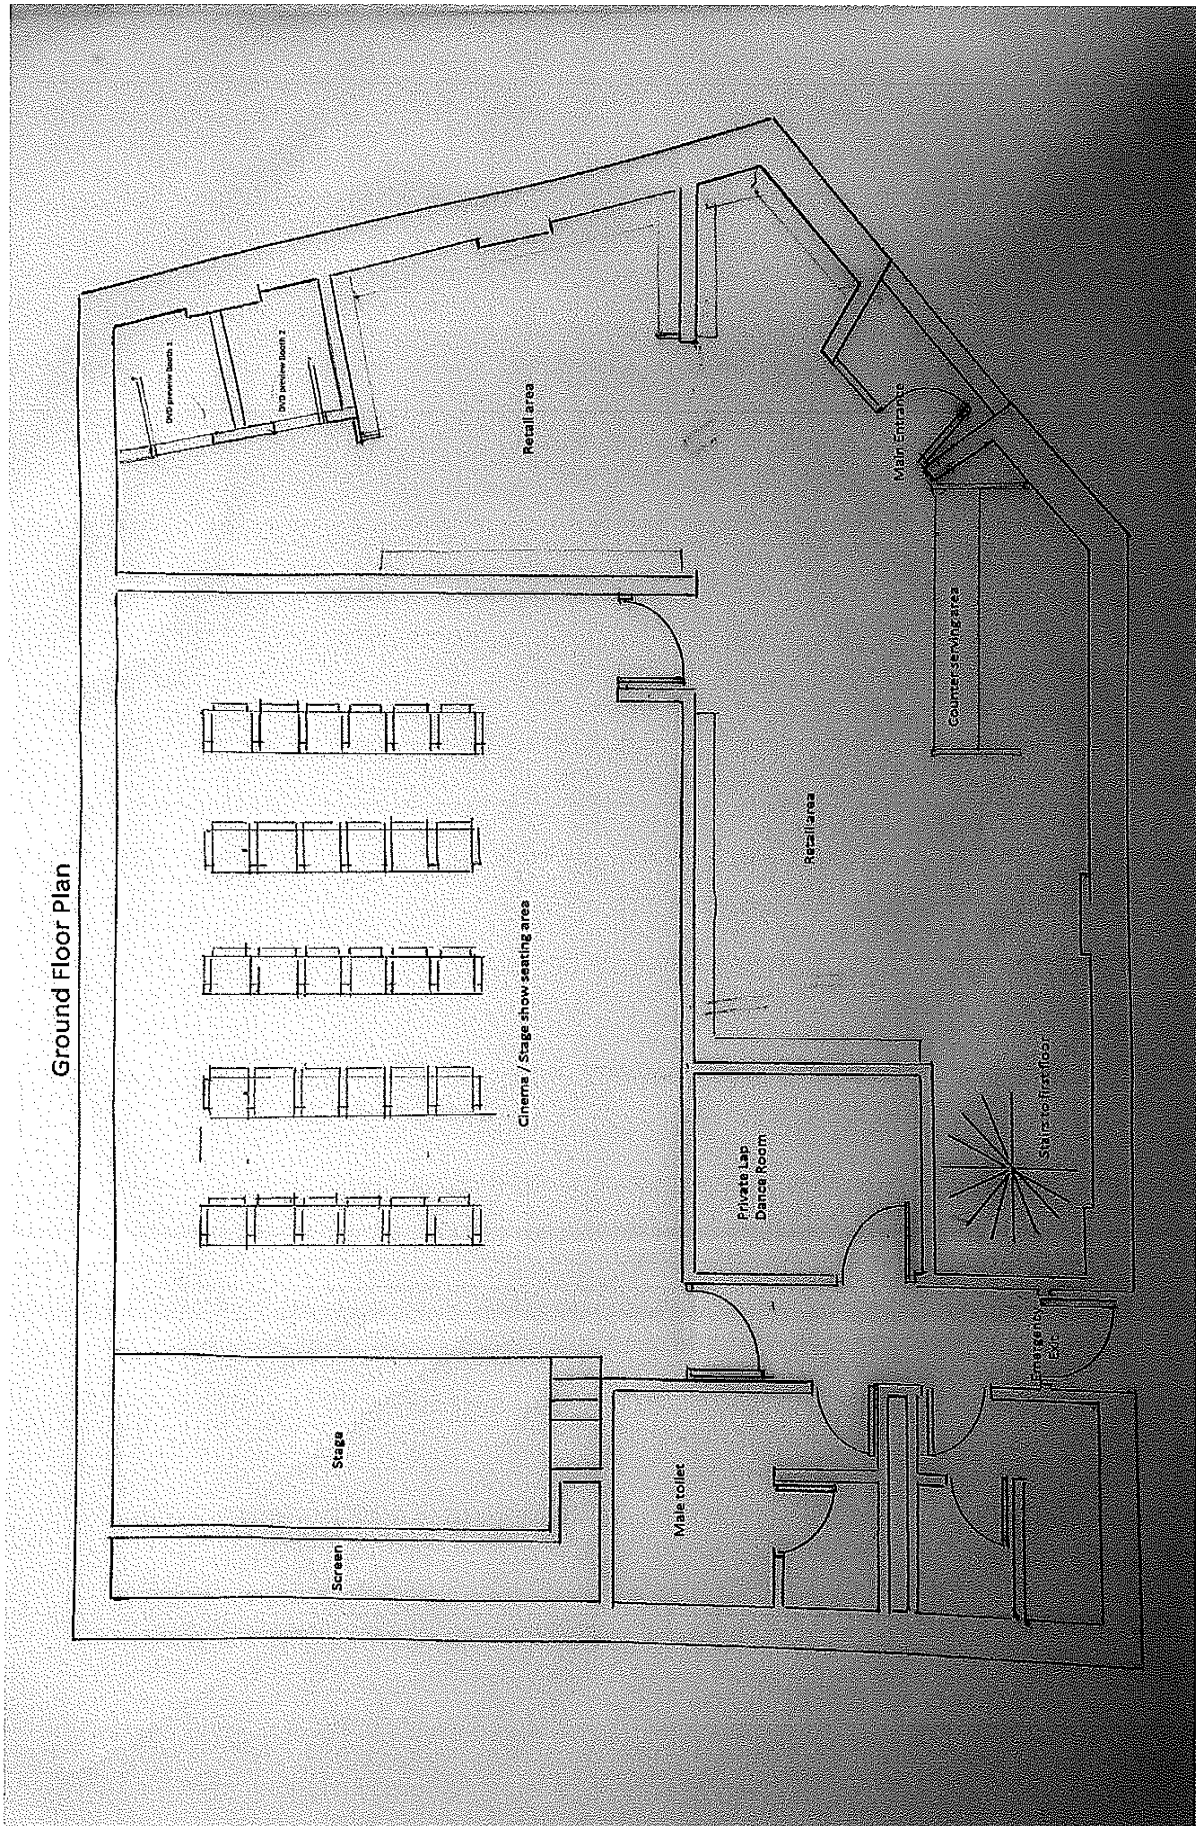 Ground Floor Plan
Screen
Stage
Cinema / Stage show seating area
DVD preview Booth 1
DVD preview Booth 2
Retail area
Male toilet
Private Lap
Dance Room
Retail area
Main Entrance
Counter serving area
Emergency
Exit
Stairs to first floor